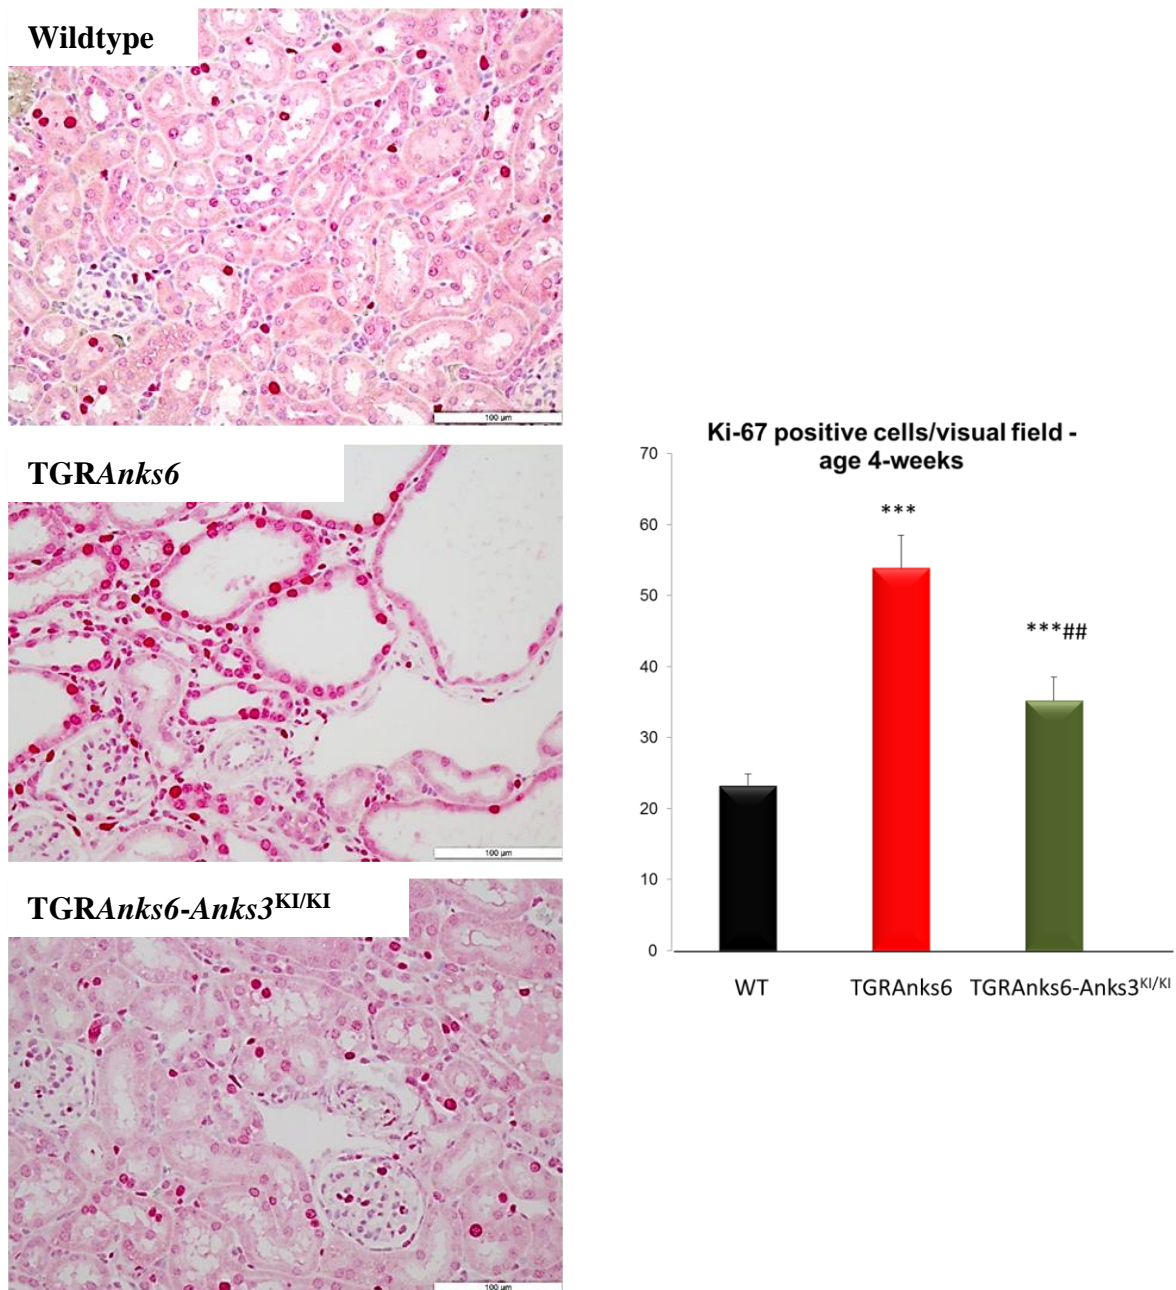 Wildtype
100 µm
TGRAnks6
100 µm
TGRAnks6-Anks3KI/KI
100 µm
Ki-67 positive cells/visual field -
age 4-weeks
70
60
50
40
30
20
10
0
***
***##
WT
TGRAnks6
TGRAnks6-Anks3KI/KI